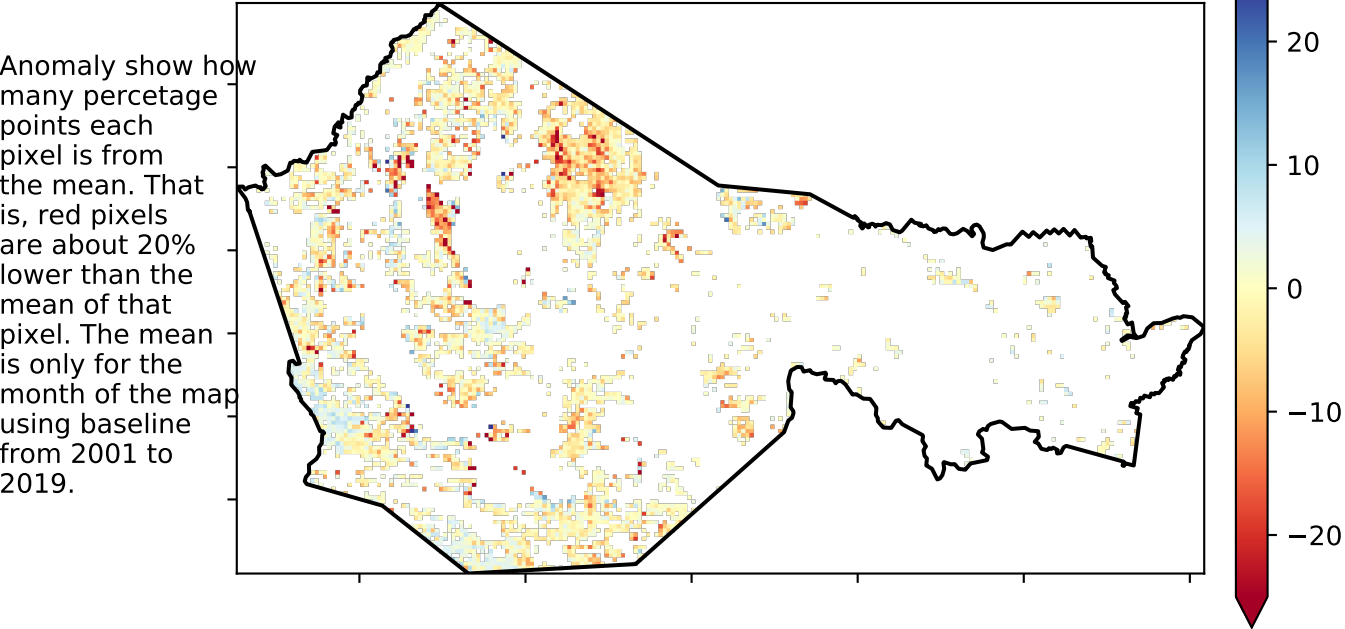 Anomaly show how
many percetage
points each
pixel is from
the mean. That
is, red pixels
are about 20%
lower than the
mean of that
pixel. The mean
is only for the
month of the map
using baseline
from 2001 to
2019.
20
10
0
−10
−20